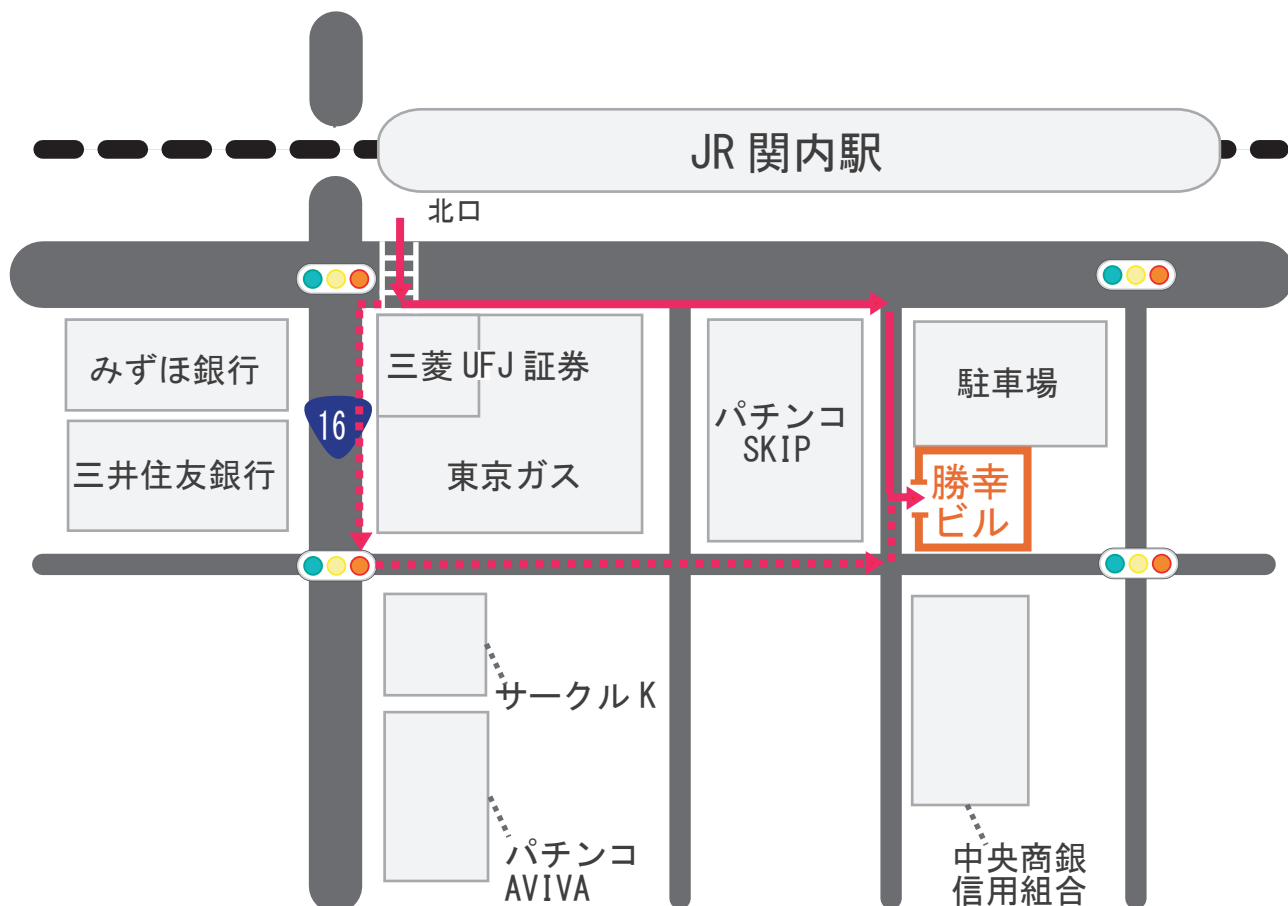 JR 関内駅
北口
みずほ銀行
三菱 UFJ 証券
駐車場
16
パチンコ
SKIP
三井住友銀行
東京ガス
勝幸
ビル
サークル K
パチンコ
AVIVA
中央商銀
信用組合